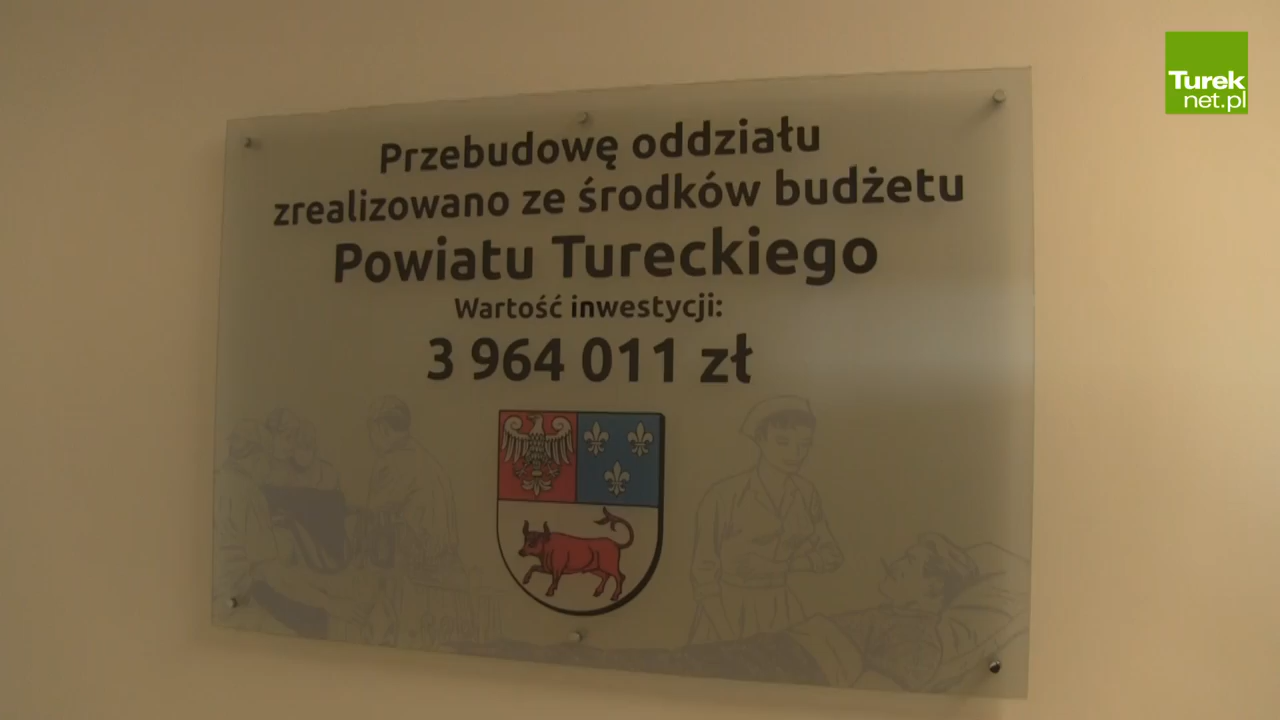 Turek
net.pl
Przebudowę oddziału
zrealizowano ze środków budżetu
Powiatu Tureckiego
Wartość inwestycji:
3 964 011 zł